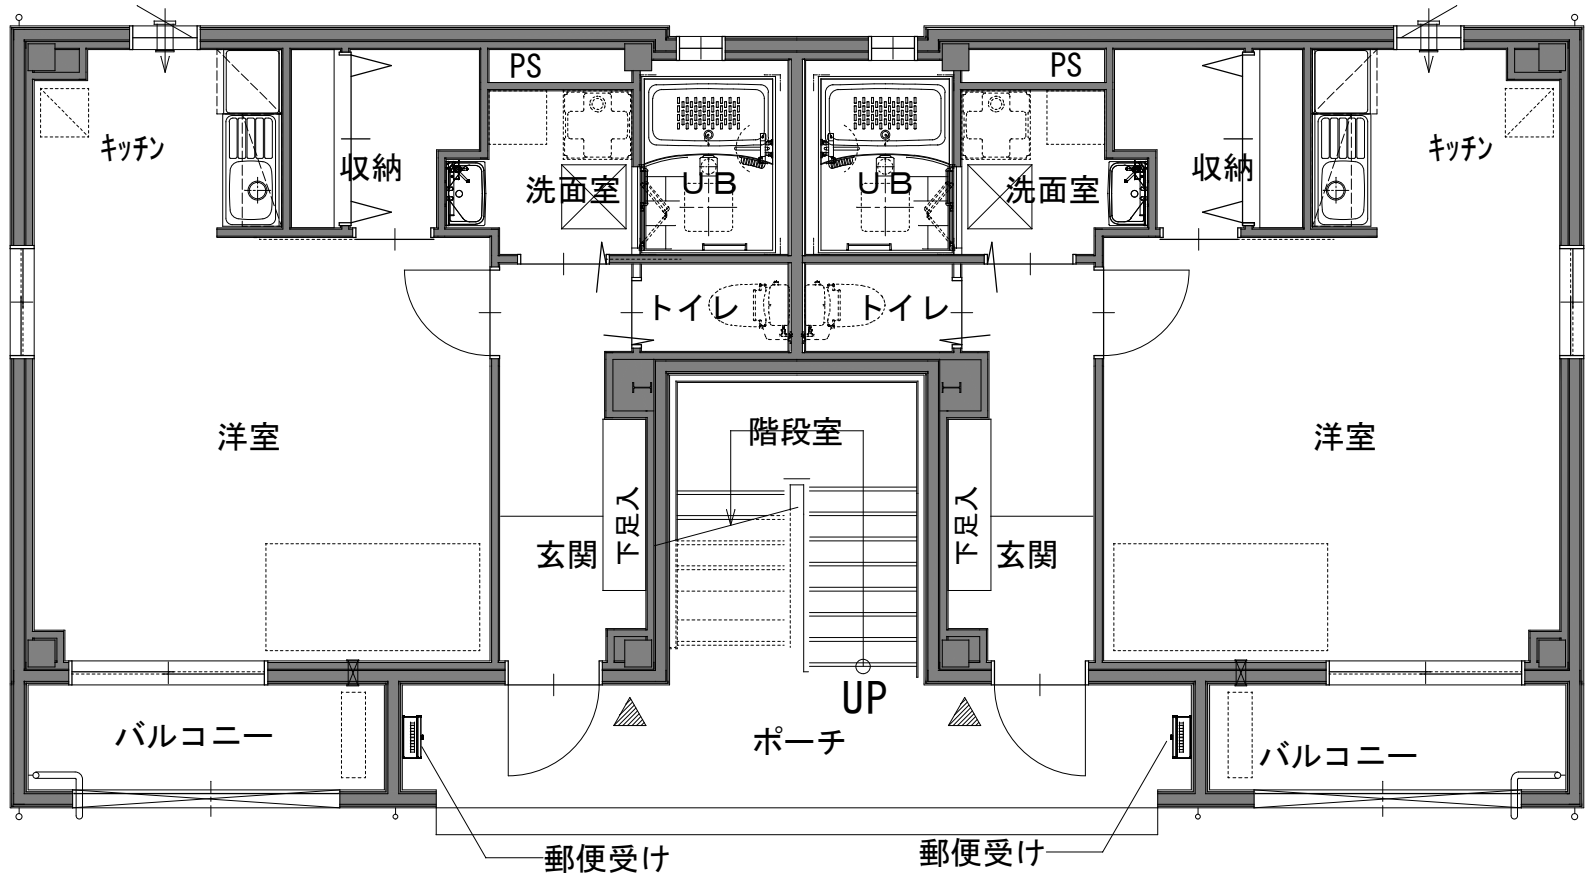 PS
PS
ｷｯﾁﾝ
収納
洗面室
UB
UB
洗面室
収納
ｷｯﾁﾝ
トイレ
トイレ
洋室
階段室
洋室
下足入
下足入
玄関
玄関
UP
バルコニー
ポーチ
バルコニー
郵便受け
郵便受け